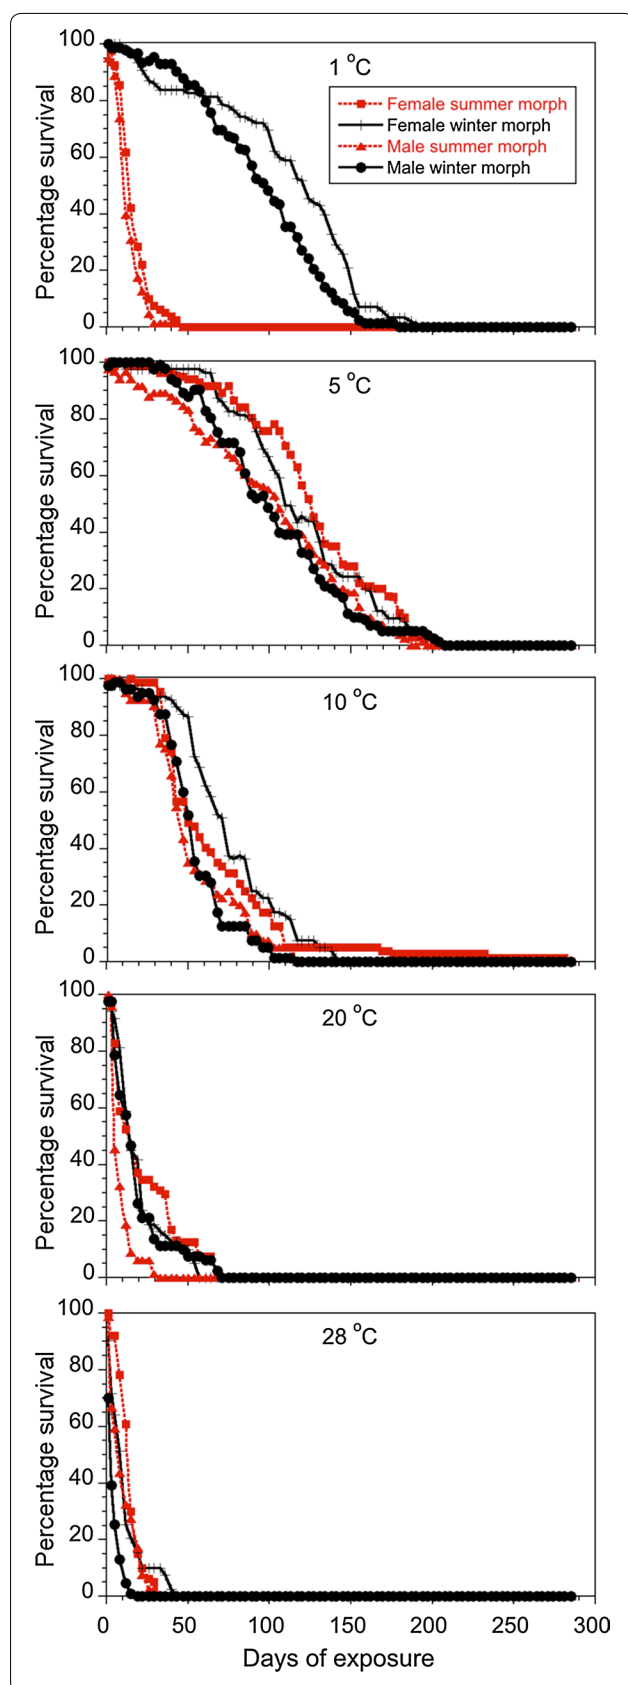 1 °C
Percentage survival
100
80
60
40
20
0
Female summer morph
Female winter morph
Male summer morph
Male winter morph
5 °C
Percentage survival
100
80
60
40
20
0
10 °C
Percentage survival
100
80
60
40
20
0
20 °C
Percentage survival
100
80
60
40
20
0
28 °C
Percentage survival
100
80
60
40
20
0
0 50 100 150 200 250 300
Days of exposure